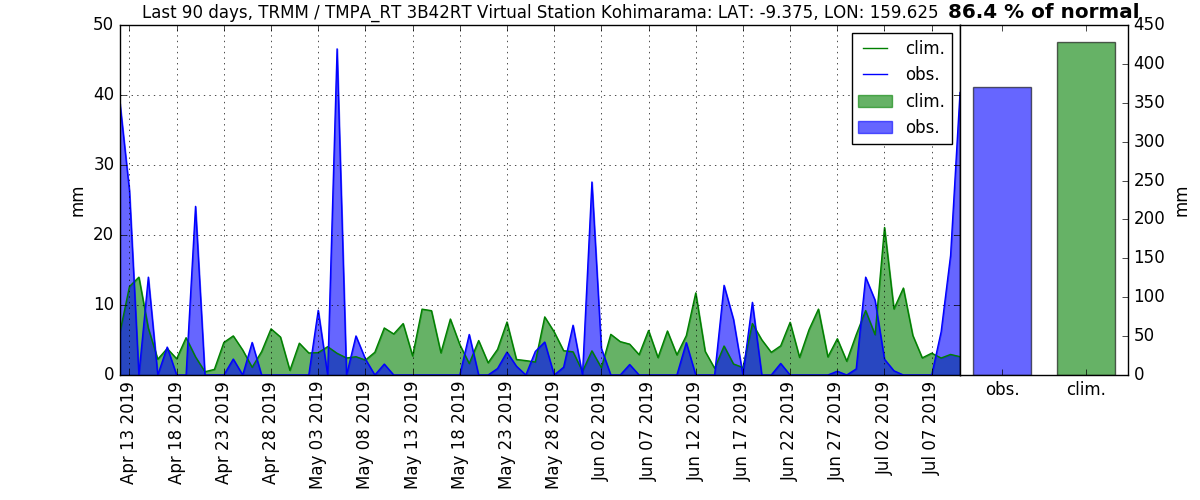 Last 90 days, TRMM / TMPA_RT 3B42RT Virtual Station Kohimarama: LAT: -9.375, LON: 159.625
86.4 % of normal
mm
50
40
30
20
10
0
clim.
obs.
clim.
obs.
Apr 13 2019
Apr 18 2019
Apr 23 2019
Apr 28 2019
May 03 2019
May 08 2019
May 13 2019
May 18 2019
May 23 2019
May 28 2019
Jun 02 2019
Jun 07 2019
Jun 12 2019
Jun 17 2019
Jun 22 2019
Jun 27 2019
Jul 02 2019
Jul 07 2019
450
400
350
300
250
200
150
100
50
0
mm
obs.
clim.